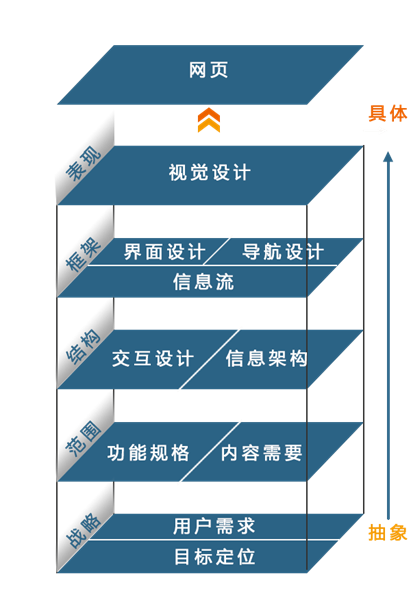 网页
具体
表现
视觉设计
框架
界面设计 导航设计
信息流
结构
交互设计 信息架构
范围
功能规格 内容需要
战略
用户需求
抽象
目标定位